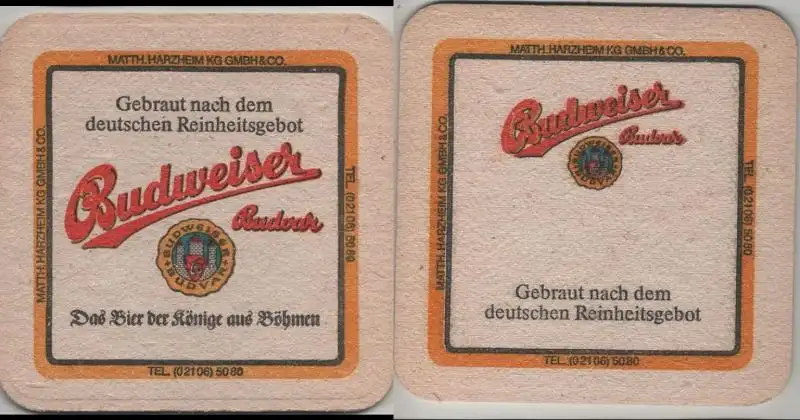 MATTH. HARZHEIM KG GMBH & CO.
MATTH. HARZHEIM KG GMBH & CO.
Gebraut nach dem
deutschen Reinheitsgebot
Budweiser
Budvar
BUDWEISER
BUDVAR
Das Bier der Könige aus Böhmen
TEL. (02106) 5080
TEL. (02106) 5080
MATTH. HARZHEIM KG GMBH & CO.
MATTH. HARZHEIM KG GMBH & CO.
Budweiser
Budvar
Gebraut nach dem
deutschen Reinheitsgebot
TEL. (02106) 5080
TEL. (02106) 5080